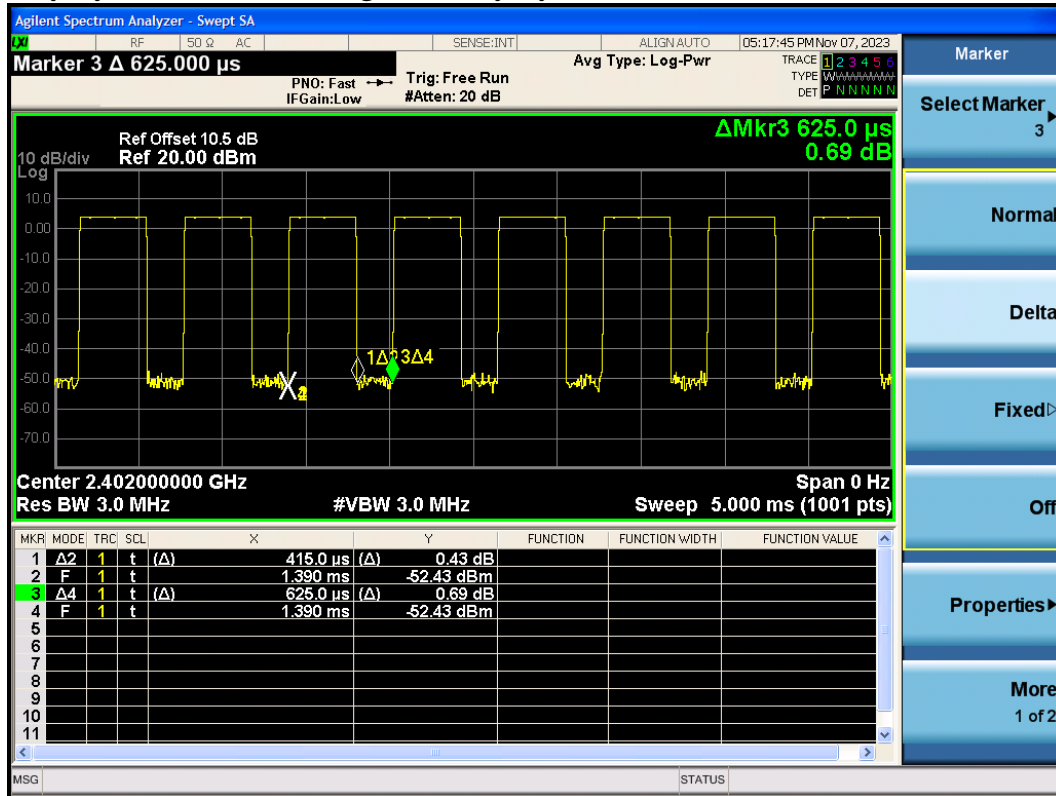 Agilent Spectrum Analyzer - Swept SA
LXI RF 50 Ω AC SENSE:INT ALIGN AUTO 05:17:45 PM Nov 07, 2023
Marker 3 Δ 625.000 µs
PNO: Fast
IFGain:Low
Trig: Free Run
#Atten: 20 dB
Avg Type: Log-Pwr
TRACE 1 2 3 4 5 6
TYPE W
DET P N N N N N
ΔMkr3 625.0 µs
0.69 dB
Ref Offset 10.5 dB
10 dB/div Ref 20.00 dBm
Log
10.0
0.00
-10.0
-20.0
-30.0
-40.0
-50.0
-60.0
-70.0
3Δ4
Center 2.402000000 GHz Span 0 Hz
Res BW 3.0 MHz #VBW 3.0 MHz Sweep 5.000 ms (1001 pts)
MKR MODE TRC SCL X Y FUNCTION FUNCTION WIDTH FUNCTION VALUE
1 Δ2 1 t (Δ) 415.0 µs (Δ) 0.43 dB
2 F 1 t 1.390 ms -52.43 dBm
3 Δ4 1 t (Δ) 625.0 µs (Δ) 0.69 dB
4 F 1 t 1.390 ms -52.43 dBm
5
6
7
8
9
10
11
MSG STATUS
Marker
Select Marker
3
Normal
Delta
Fixed
Off
Properties
More
1 of 2